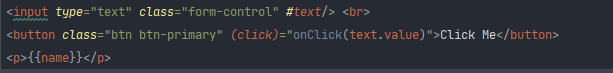 <input type="text" class="form-control" #text/> <br>
<button class="btn btn-primary" (click)="onClick(text.value)">Click Me</button>
<p>{{name}}</p>